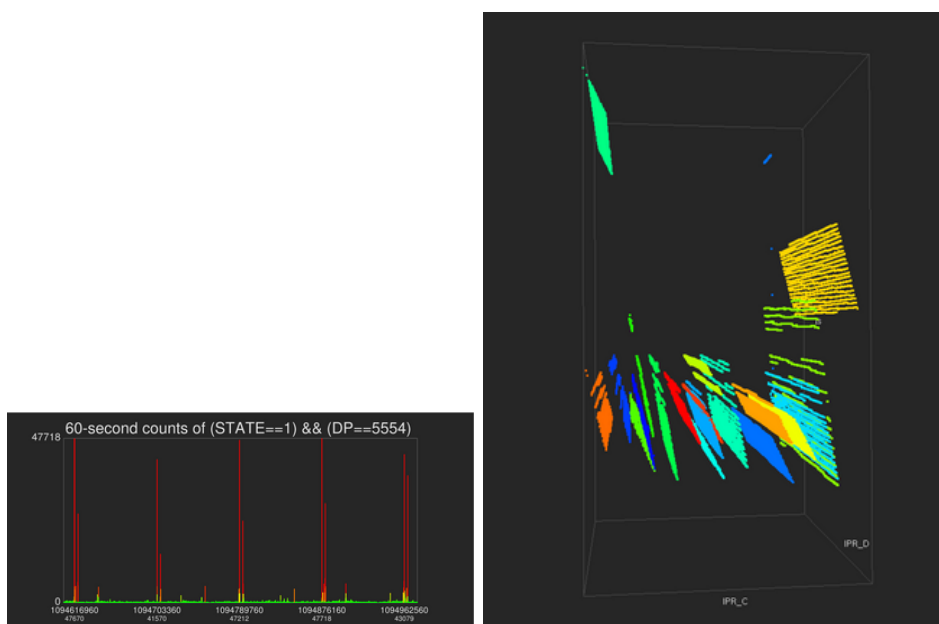 60-second counts of (STATE==1) && (DP==5554)
47718
0
1094616960 1094703360 1094789760 1094876160 1094962560
47670 41570 47212 47718 43079
IPR_D
IPR_C